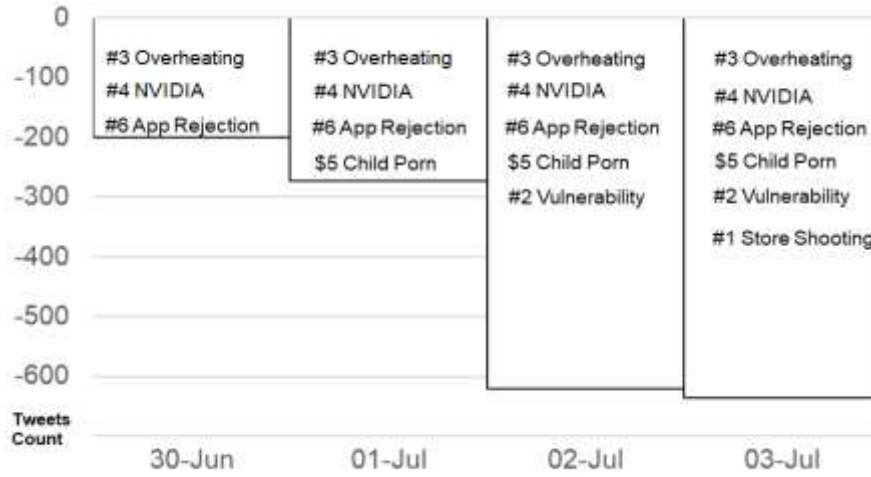 0
-100
-200
-300
-400
-500
-600
Tweets
Count
#3 Overheating
#4 NVIDIA
#6 App Rejection
#3 Overheating
#4 NVIDIA
#6 App Rejection
$5 Child Porn
#3 Overheating
#4 NVIDIA
#6 App Rejection
$5 Child Porn
#2 Vulnerability
#3 Overheating
#4 NVIDIA
#6 App Rejection
$5 Child Porn
#2 Vulnerability
#1 Store Shooting
30-Jun
01-Jul
02-Jul
03-Jul